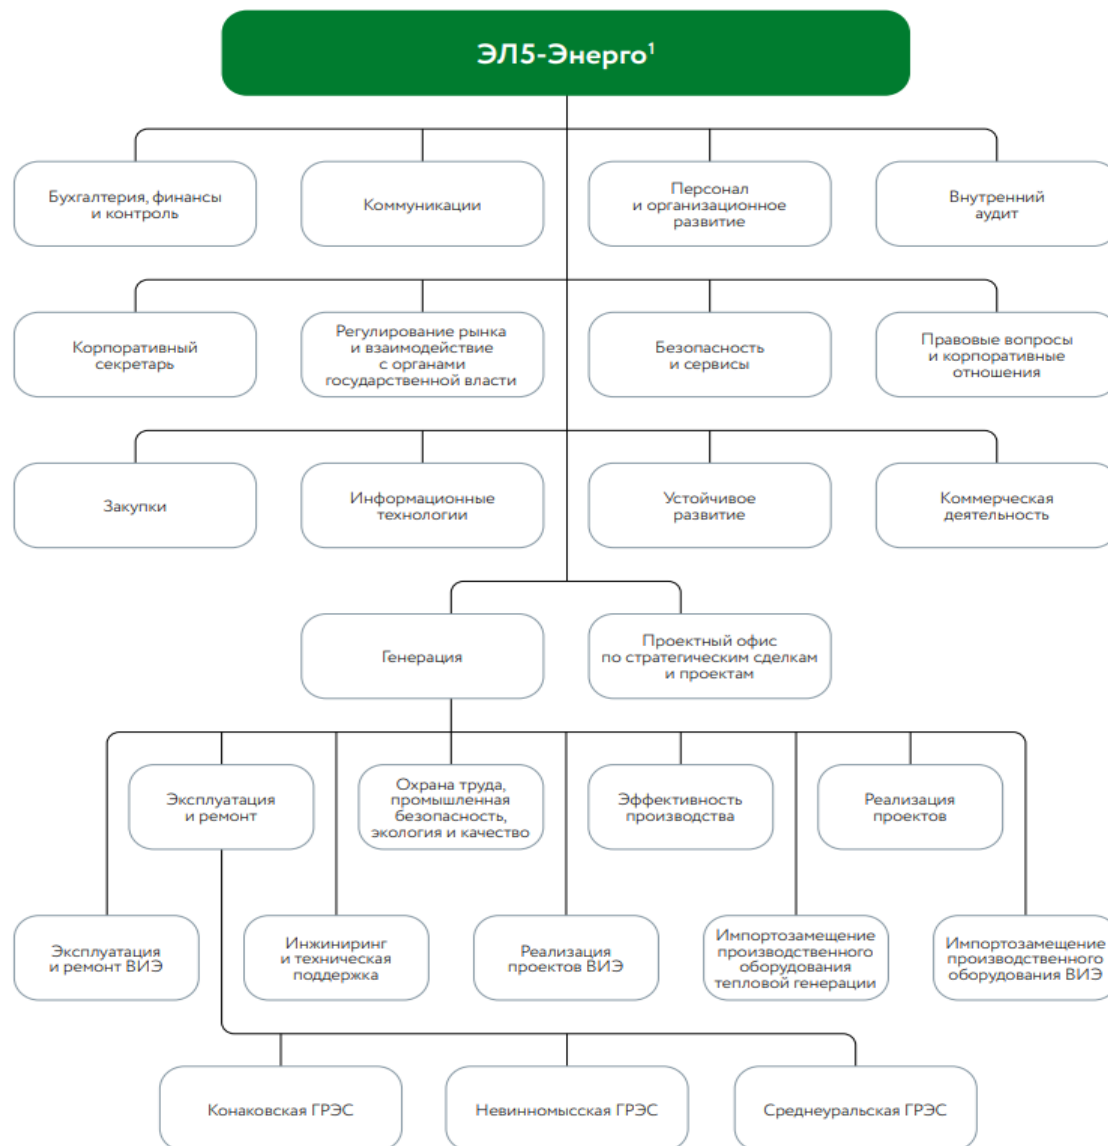 ЭЛ5-Энерго¹
Бухгалтерия, финансы
и контроль
Коммуникации
Персонал
и организационное
развитие
Внутренний
аудит
Корпоративный
секретарь
Регулирование рынка
и взаимодействие
с органами
государственной власти
Безопасность
и сервисы
Правовые вопросы
и корпоративные
отношения
Закупки
Информационные
технологии
Устойчивое
развитие
Коммерческая
деятельность
Генерация
Проектный офис
по стратегическим сделкам
и проектам
Эксплуатация
и ремонт
Охрана труда,
промышленная
безопасность,
экология и качество
Эффективность
производства
Реализация
проектов
Эксплуатация
и ремонт ВИЭ
Инжиниринг
и техническая
поддержка
Реализация
проектов ВИЭ
Импортозамещение
производственного
оборудования
тепловой генерации
Импортозамещение
производственного
оборудования ВИЭ
Конаковская ГРЭС
Невинномысская ГРЭС
Среднеуральская ГРЭС